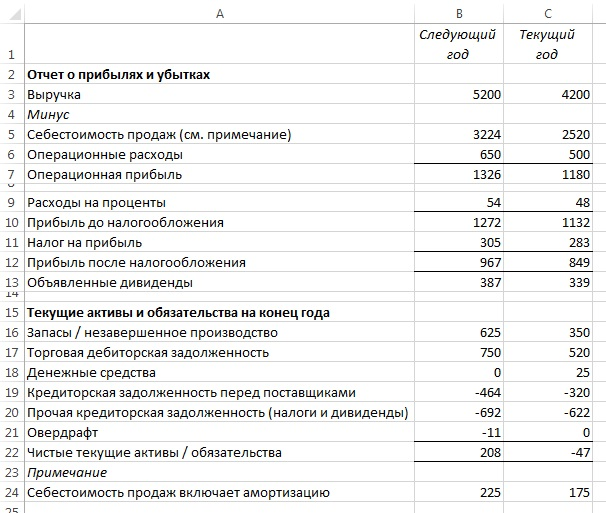 A B C
1 Следующий год Текущий год
2 Отчет о прибылях и убытках
3 Выручка 5200 4200
4 Минус
5 Себестоимость продаж (см. примечание) 3224 2520
6 Операционные расходы 650 500
7 Операционная прибыль 1326 1180
8
9 Расходы на проценты 54 48
10 Прибыль до налогообложения 1272 1132
11 Налог на прибыль 305 283
12 Прибыль после налогообложения 967 849
13 Объявленные дивиденды 387 339
14
15 Текущие активы и обязательства на конец года
16 Запасы / незавершенное производство 625 350
17 Торговая дебиторская задолженность 750 520
18 Денежные средства 0 25
19 Кредиторская задолженность перед поставщиками -464 -320
20 Прочая кредиторская задолженность (налоги и дивиденды) -692 -622
21 Овердрафт -11 0
22 Чистые текущие активы / обязательства 208 -47
23 Примечание
24 Себестоимость продаж включает амортизацию 225 175
25